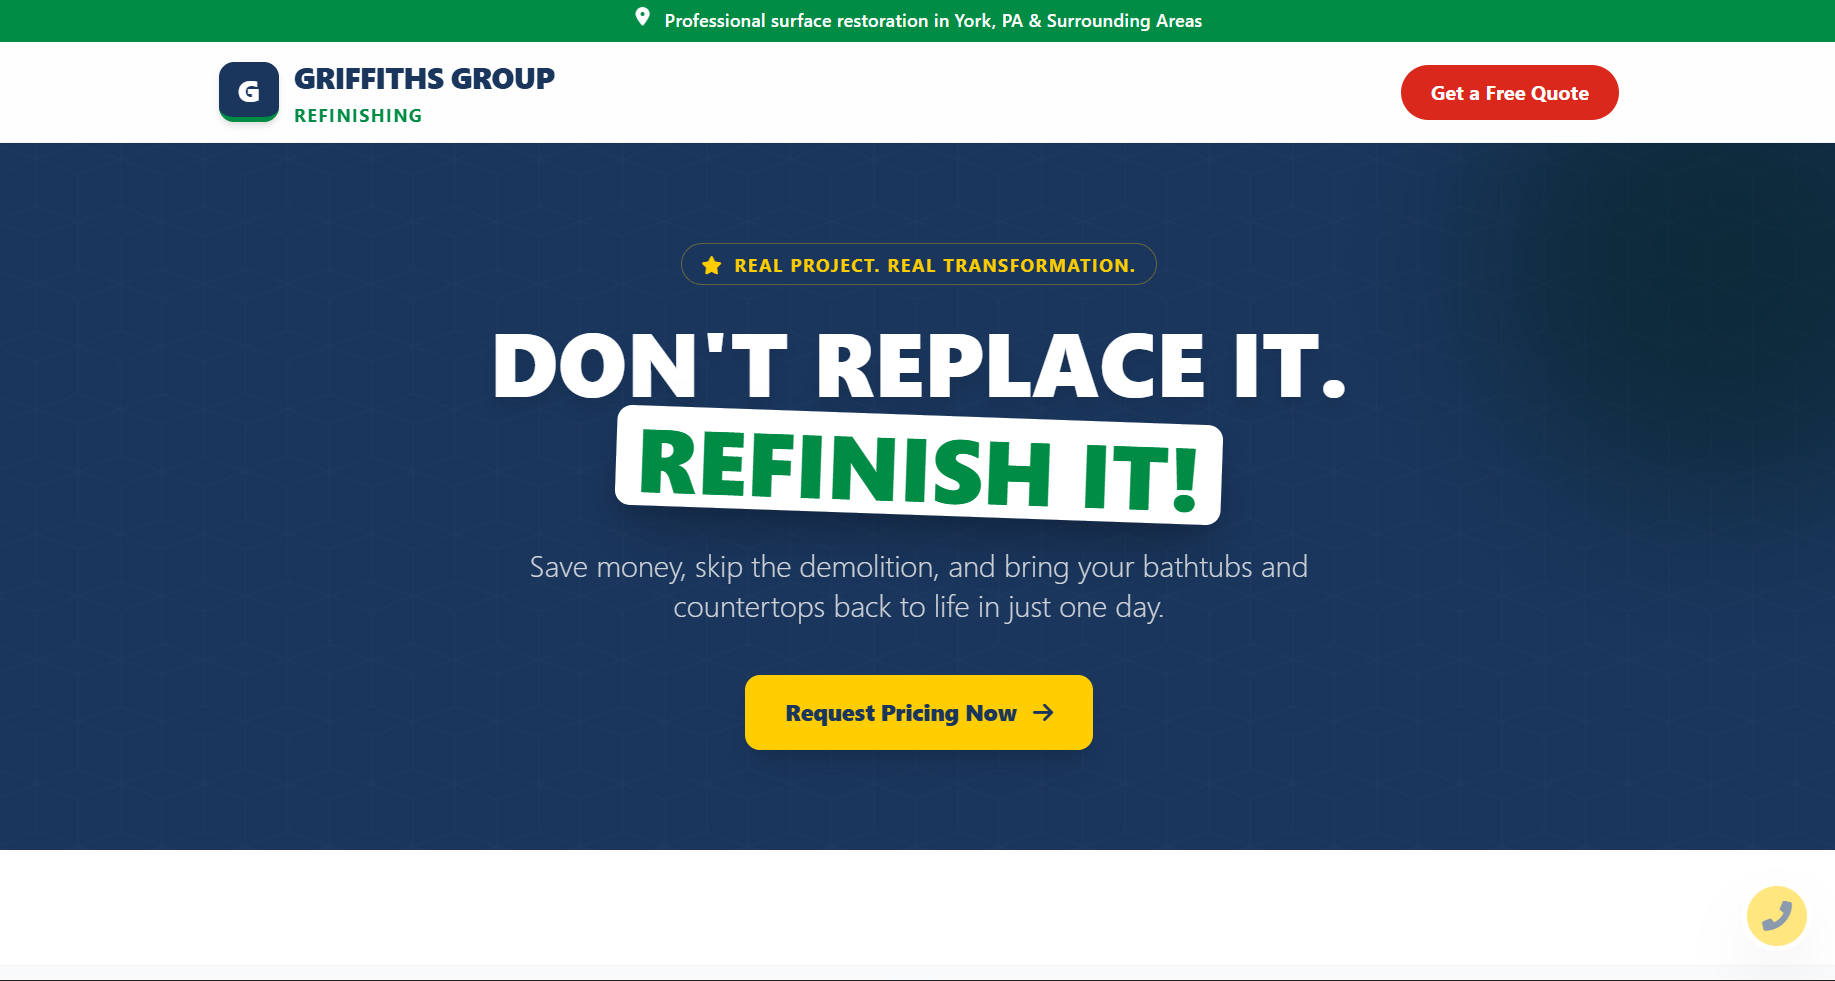 Professional surface restoration in York, PA & Surrounding Areas
G
GRIFFITHS GROUP
REFINISHING
Get a Free Quote
REAL PROJECT. REAL TRANSFORMATION.
DON'T REPLACE IT.
REFINISH IT!
Save money, skip the demolition, and bring your bathtubs and
countertops back to life in just one day.
Request Pricing Now